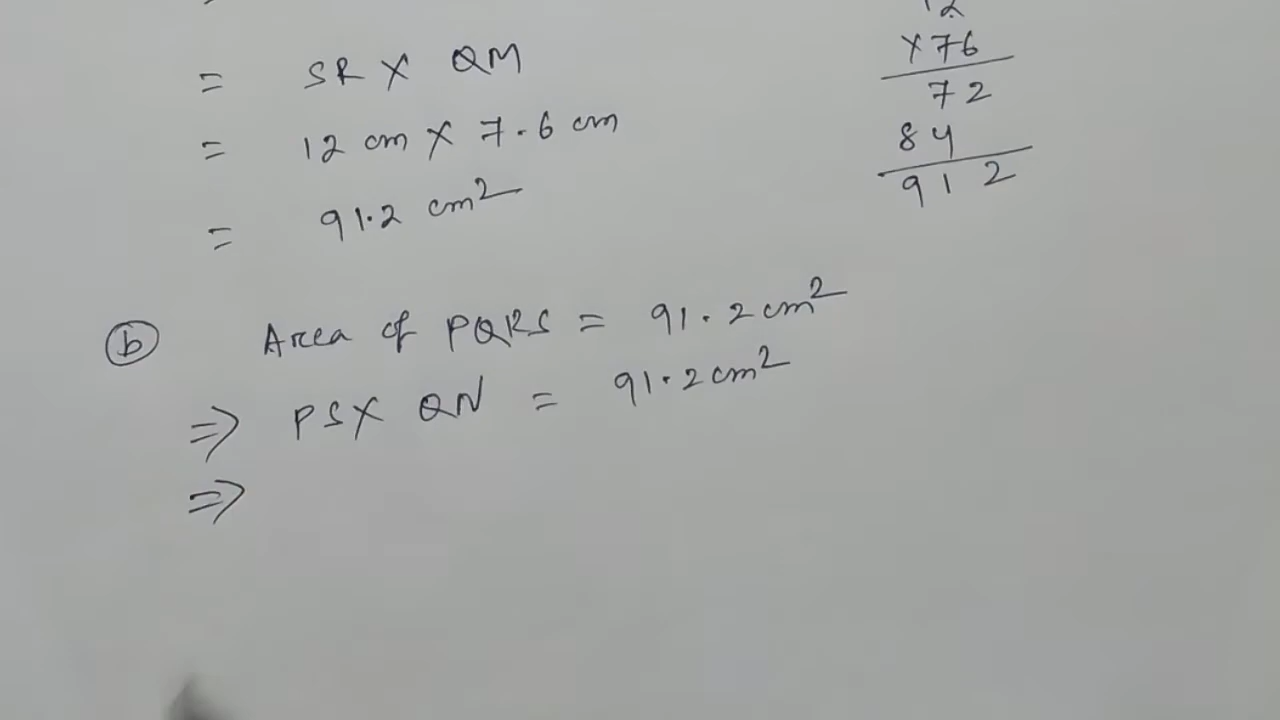 = SR X QM
= 12 cm X 7.6 cm
= 91.2 cm²
12
X 76
72
84
912
(b) Area of PQRS = 91.2 cm²
=> PS X QN = 91.2 cm²
=>